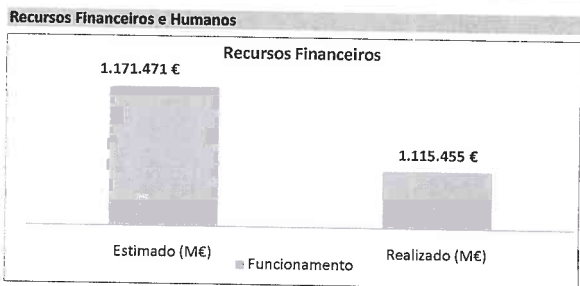 Recursos Financeiros e Humanos
Recursos Financeiros
1.171.471 €
1.115.455 €
Estimado (M€)
Realizado (M€)
Funcionamento